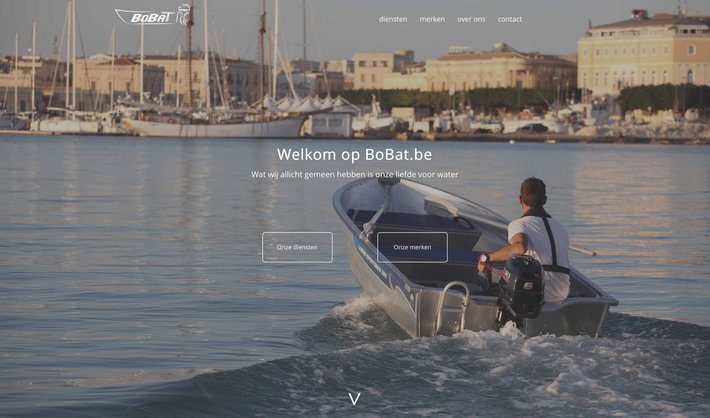 BOBAT
diensten merken over ons contact
Welkom op BoBat.be
Wat wij allicht gemeen hebben is onze liefde voor water
Onze diensten
Onze merken